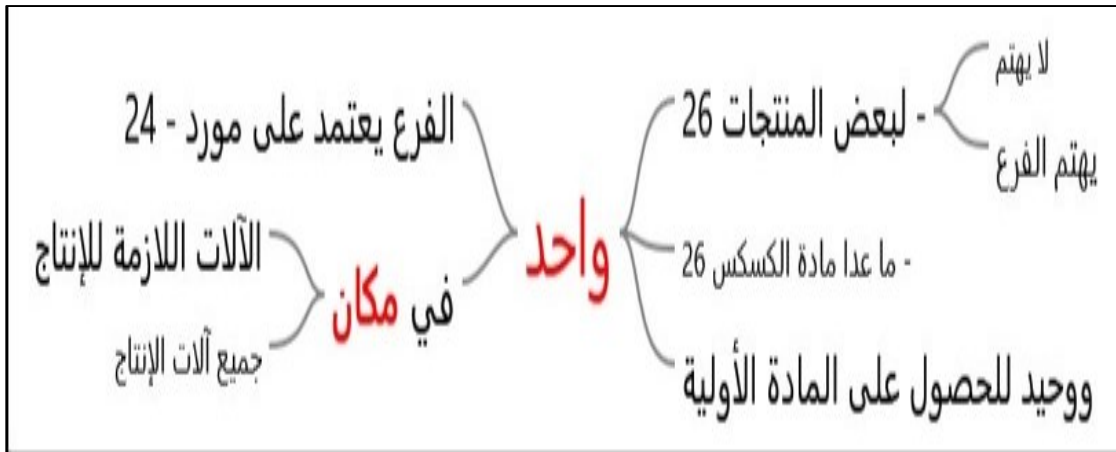 لا يهتم
يهتم الفرع
- لبعض المنتجات 26
- ما عدا مادة الكسكس 26
ووحيد للحصول على المادة الأولية
واحد
الفرع يعتمد على مورد - 24
في مكان
الآلات اللازمة للإنتاج
جميع آلات الإنتاج